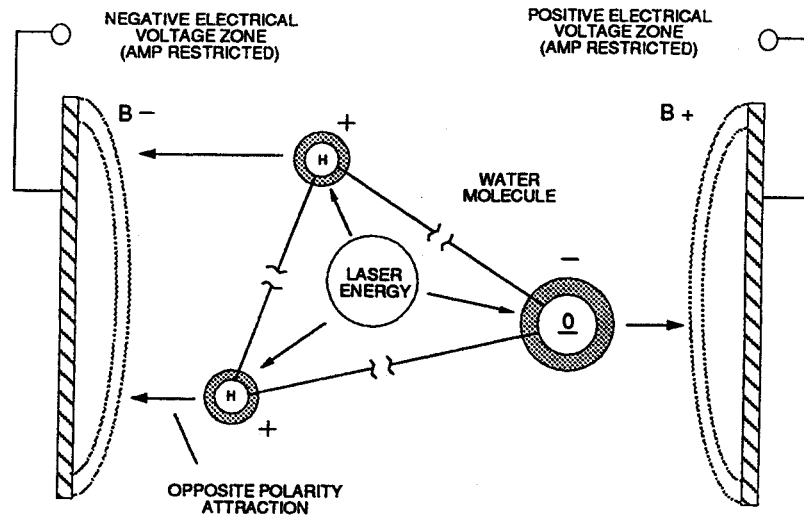 NEGATIVE ELECTRICAL
VOLTAGE ZONE
(AMP RESTRICTED)
POSITIVE ELECTRICAL
VOLTAGE ZONE
(AMP RESTRICTED)
B -
B +
+
H
WATER
MOLECULE
-
LASER
ENERGY
O
H
+
OPPOSITE POLARITY
ATTRACTION